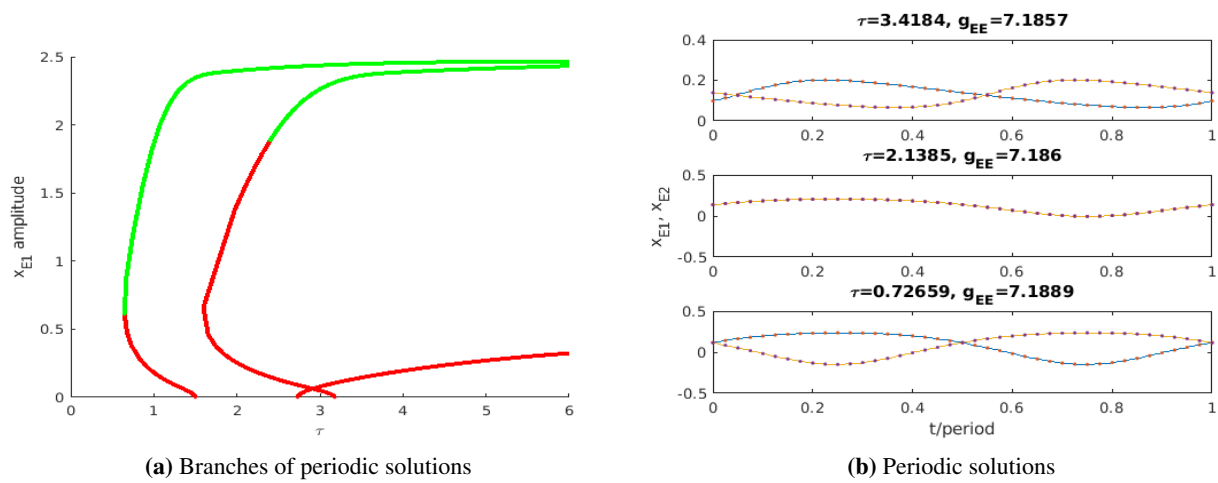 2.5
2
1.5
1
0.5
0
x_E1 amplitude
0 1 2 3 4 5 6
τ
(a) Branches of periodic solutions
τ=3.4184, g_EE=7.1857
0.4
0.2
0
0 0.2 0.4 0.6 0.8 1
τ=2.1385, g_EE=7.186
0.5
0
-0.5
0 0.2 0.4 0.6 0.8 1
x_E1, x_E2
τ=0.72659, g_EE=7.1889
0.5
0
-0.5
0 0.2 0.4 0.6 0.8 1
t/period
(b) Periodic solutions